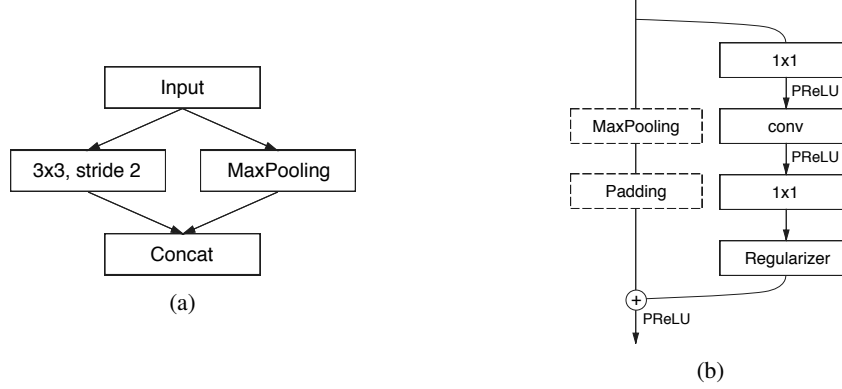 Input
3x3, stride 2
MaxPooling
Concat
(a)
1x1
PReLU
MaxPooling
conv
PReLU
Padding
1x1
Regularizer
+
PReLU
(b)